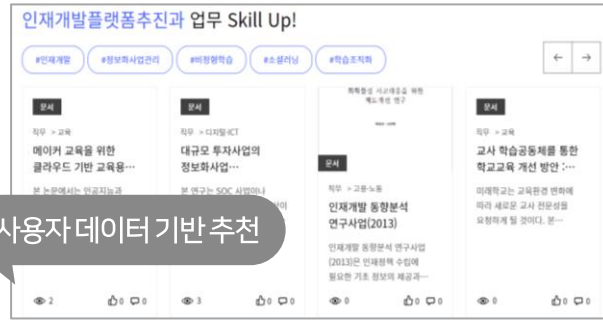 인재개발플랫폼추진과 업무 Skill Up!
#인재개발 #정보화사업관리 #비정형학습 #소셜러닝 #학습조직화
문서
직무 > 교육
메이커 교육을 위한
클라우드 기반 교육용…
본 논문에서는 인공지능과
문서
직무 > 디지털·ICT
대규모 투자사업의
정보화사업…
본 연구는 SOC 사업이나
제도개선 연구
문서
직무 > 고용·노동
인재개발 동향분석
연구사업(2013)
인재개발 동향분석 연구사업
(2013)은 인재정책 수립에
필요한 기초 정보의 제공과…
문서
직무 > 교육
교사 학습공동체를 통한
학교교육 개선 방안 :…
미래학교는 교육환경 변화에
따라 새로운 교사 전문성을
요청하게 될 것이다. 본…
사용자 데이터 기반 추천
2 0 0
3 0 0
0 0 0
0 0 0